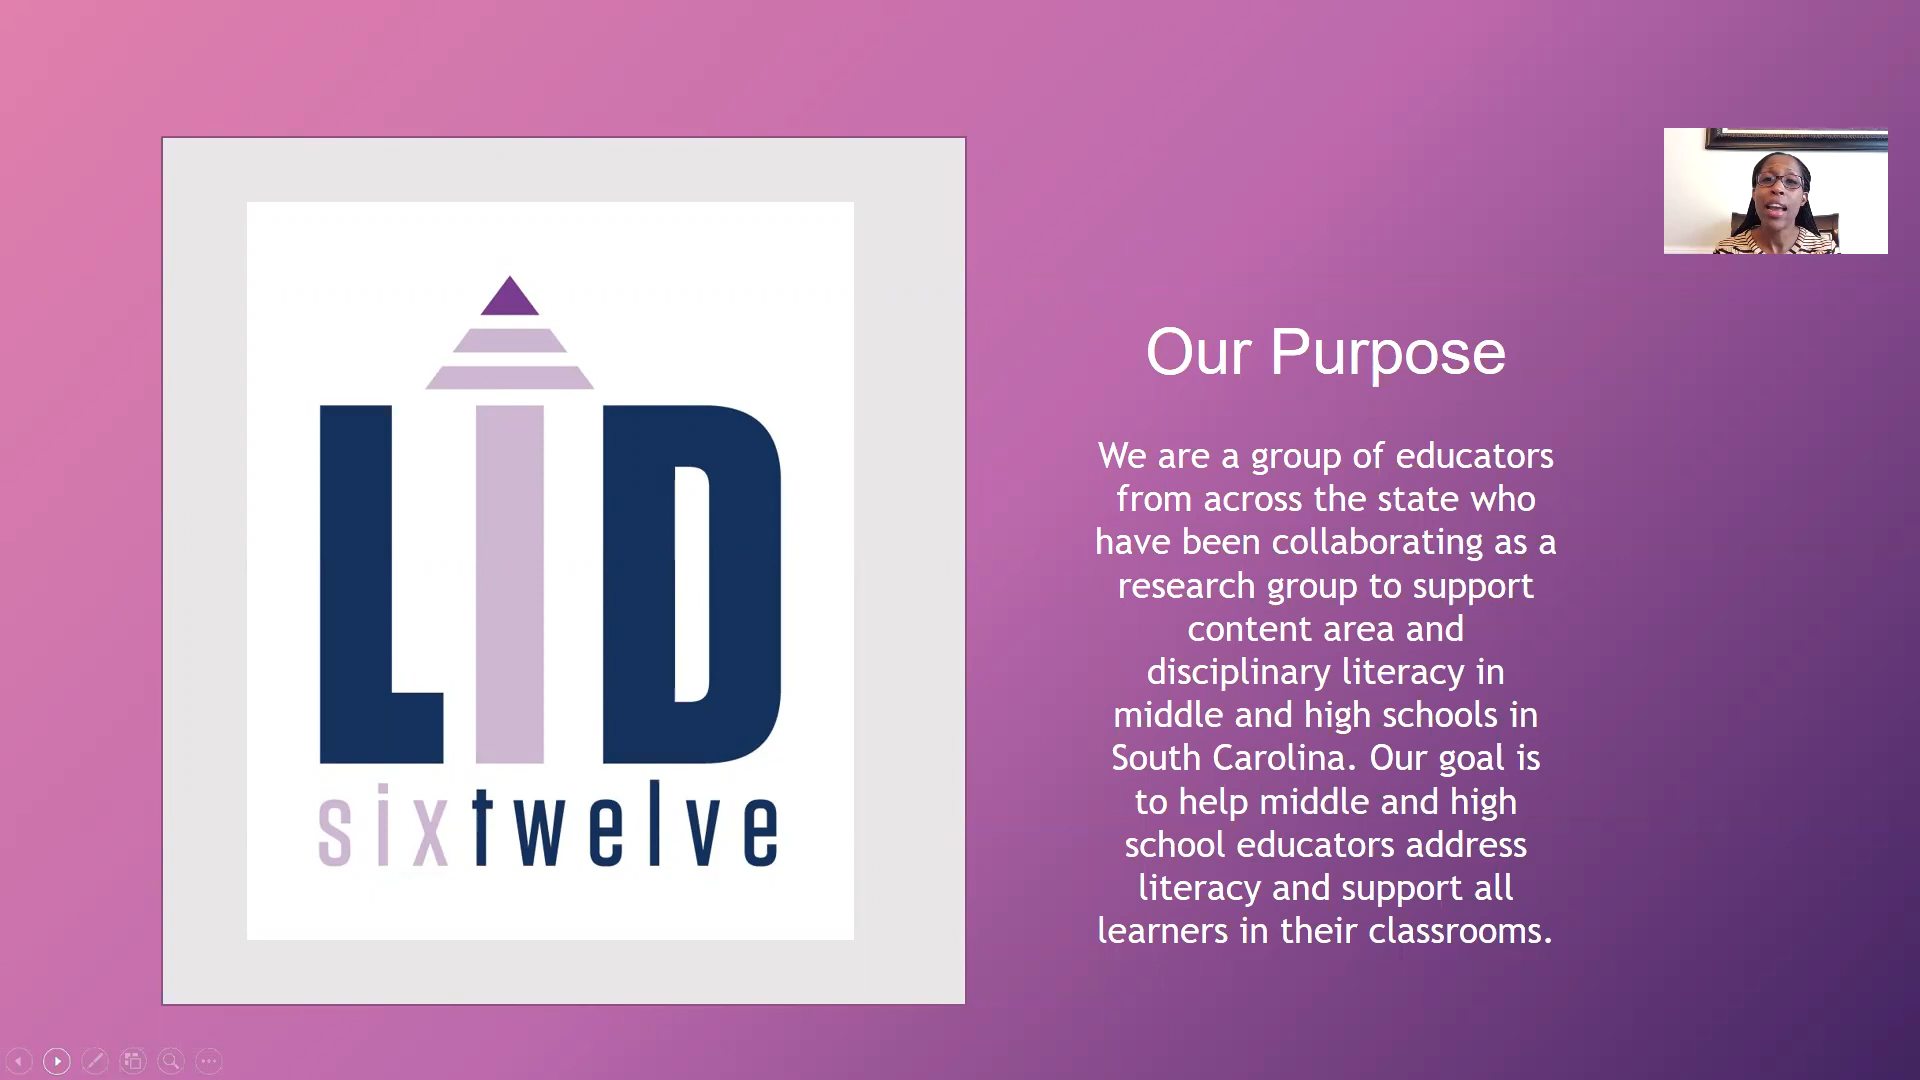 LiD
sixtwelve
Our Purpose
We are a group of educators
from across the state who
have been collaborating as a
research group to support
content area and
disciplinary literacy in
middle and high schools in
South Carolina. Our goal is
to help middle and high
school educators address
literacy and support all
learners in their classrooms.